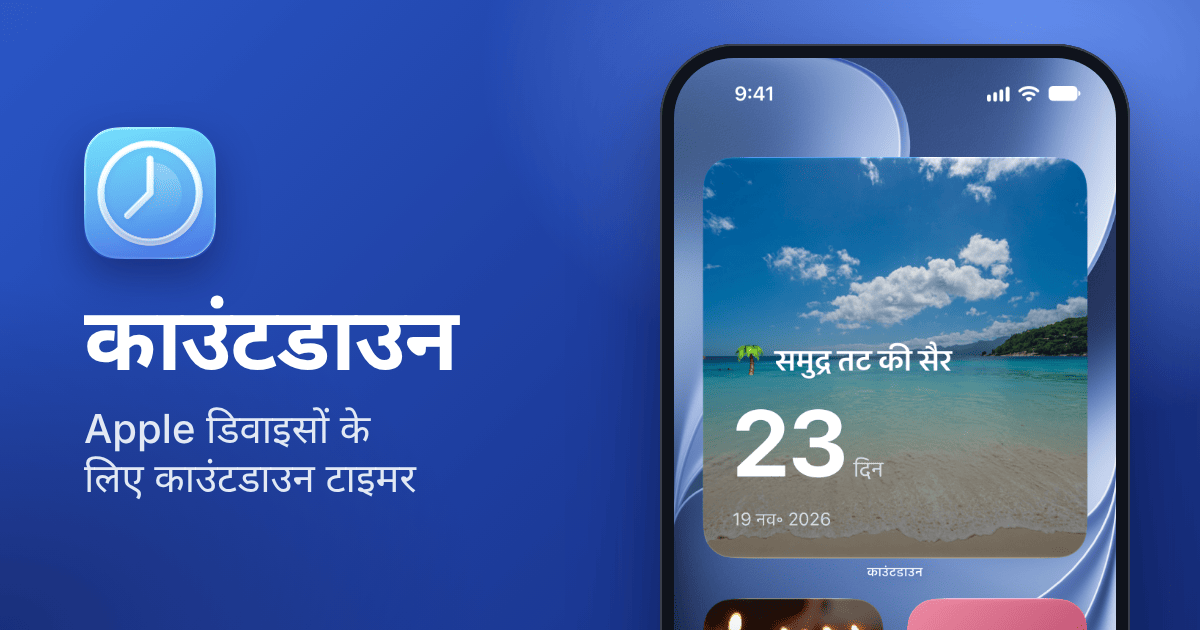 काउंटडाउन
Apple डिवाइसों के
लिए काउंटडाउन टाइमर
9:41
🌴 समुद्र तट की सैर
23 दिन
19 नव॰ 2026
काउंटडाउन